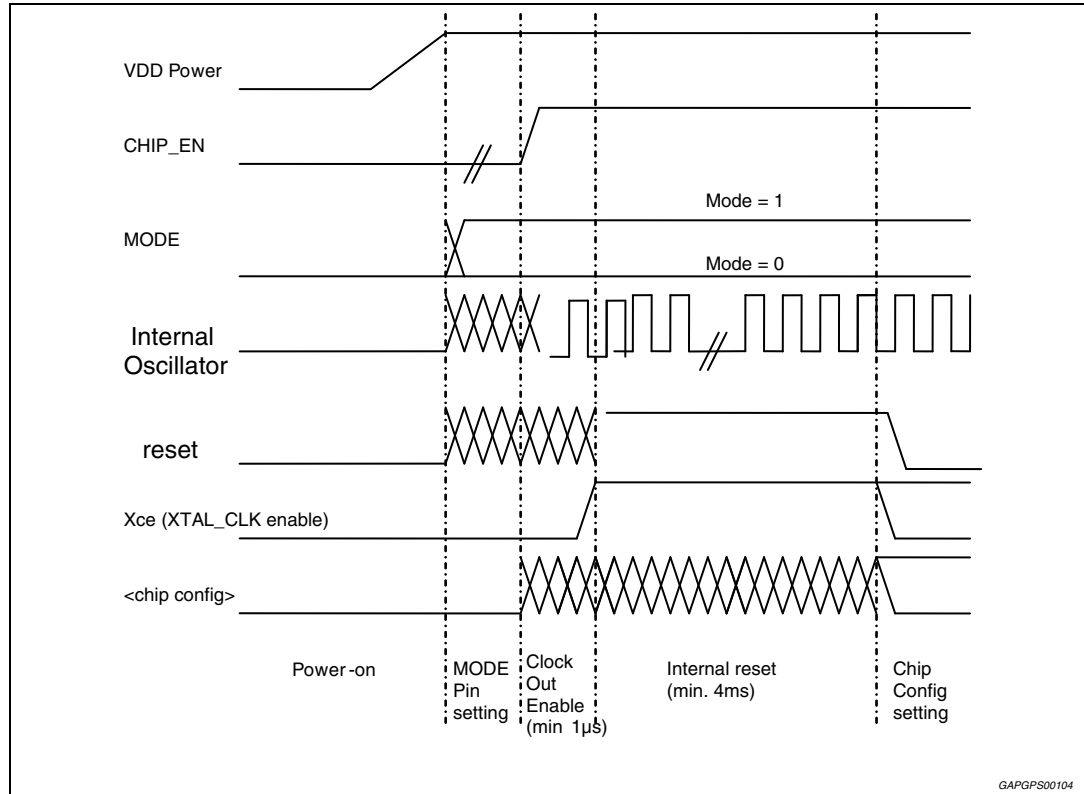 VDD Power
CHIP_EN
MODE
Mode = 1
Mode = 0
Internal
Oscillator
reset
Xce (XTAL_CLK enable)
<chip config>
Power-on
MODE
Pin
setting
Clock
Out
Enable
(min 1µs)
Internal reset
(min. 4ms)
Chip
Config
setting
GAPGPS00104